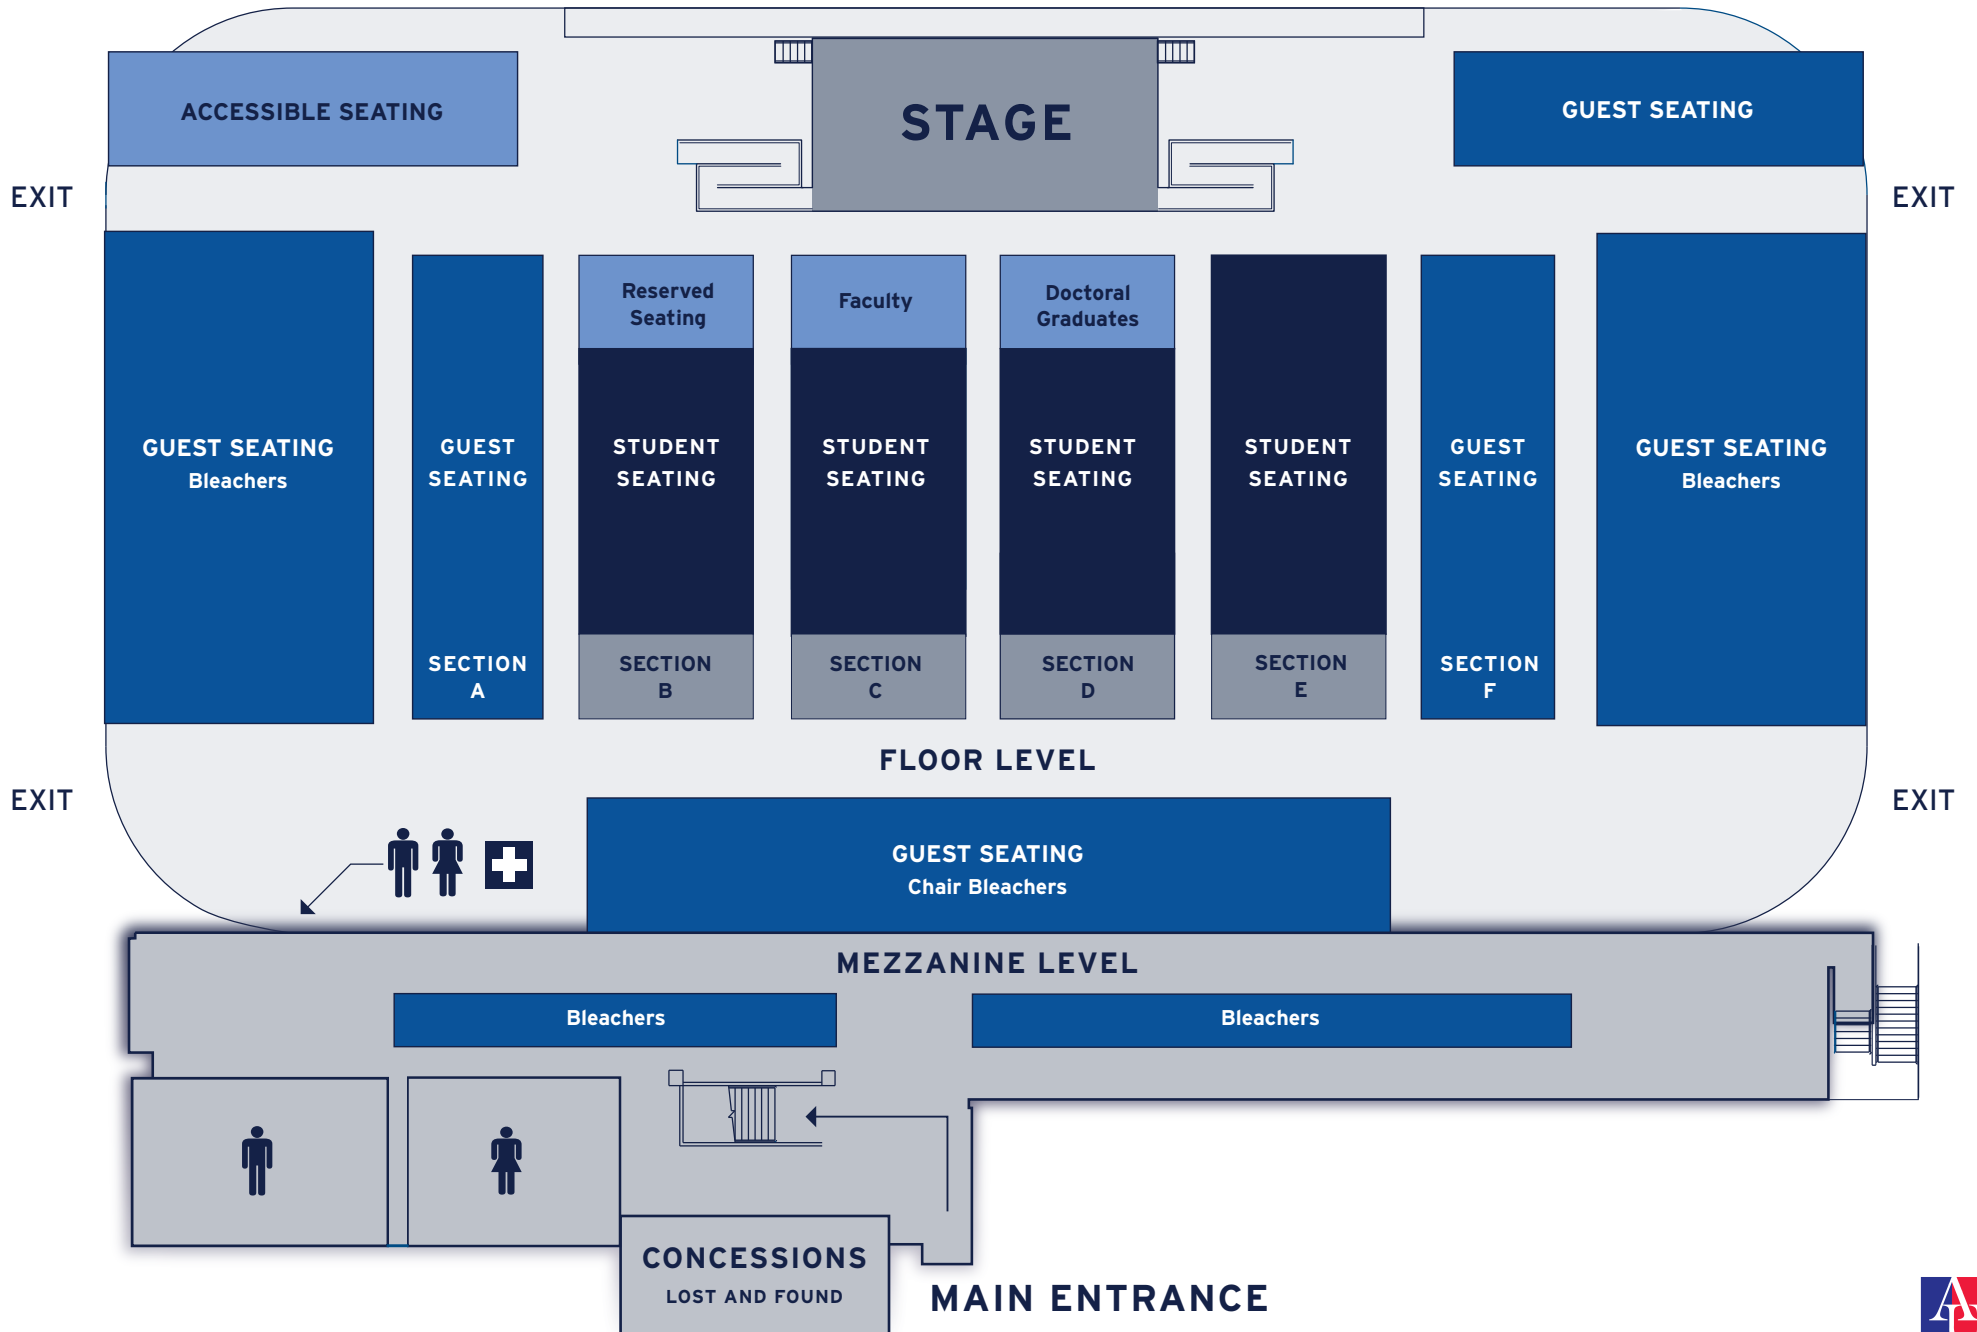 STAGE
ACCESSIBLE SEATING
GUEST SEATING
EXIT
EXIT
Reserved
Seating
Faculty
Doctoral
Graduates
GUEST SEATING
Bleachers
GUEST
SEATING
STUDENT
SEATING
STUDENT
SEATING
STUDENT
SEATING
STUDENT
SEATING
GUEST
SEATING
GUEST SEATING
Bleachers
SECTION
A
SECTION
B
SECTION
C
SECTION
D
SECTION
E
SECTION
F
FLOOR LEVEL
EXIT
EXIT
GUEST SEATING
Chair Bleachers
MEZZANINE LEVEL
Bleachers
Bleachers
CONCESSIONS
LOST AND FOUND
MAIN ENTRANCE